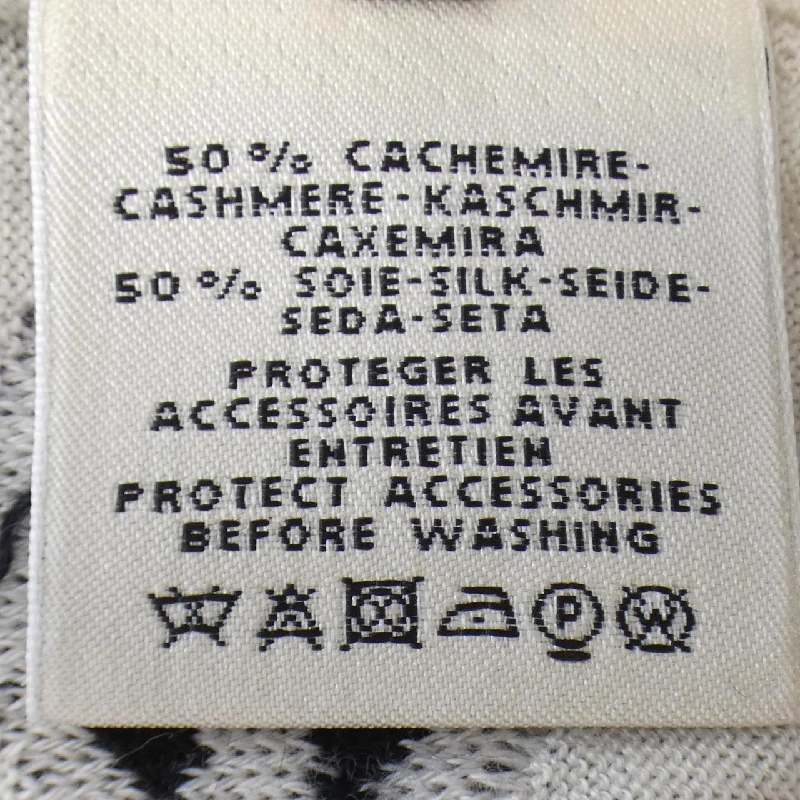 50 % CACHEMIRE-
CASHMERE-KASCHMIR-
CAXEMIRA
50 % SOIE-SILK-SEIDE-
SEDA-SETA
PROTEGER LES
ACCESSOIRES AVANT
ENTRETIEN
PROTECT ACCESSORIES
BEFORE WASHING
P W